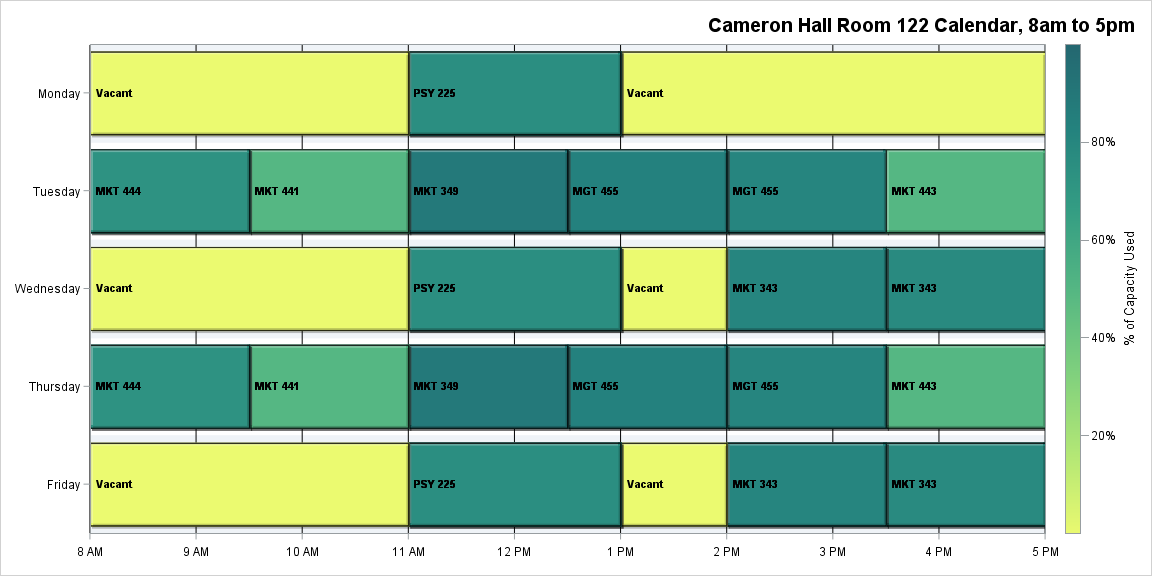 Cameron Hall Room 122 Calendar, 8am to 5pm
Monday
Vacant
PSY 225
Vacant
Tuesday
MKT 444
MKT 441
MKT 349
MGT 455
MGT 455
MKT 443
Wednesday
Vacant
PSY 225
Vacant
MKT 343
MKT 343
Thursday
MKT 444
MKT 441
MKT 349
MGT 455
MGT 455
MKT 443
Friday
Vacant
PSY 225
Vacant
MKT 343
MKT 343
8 AM
9 AM
10 AM
11 AM
12 PM
1 PM
2 PM
3 PM
4 PM
5 PM
80%
60%
40%
20%
% of Capacity Used